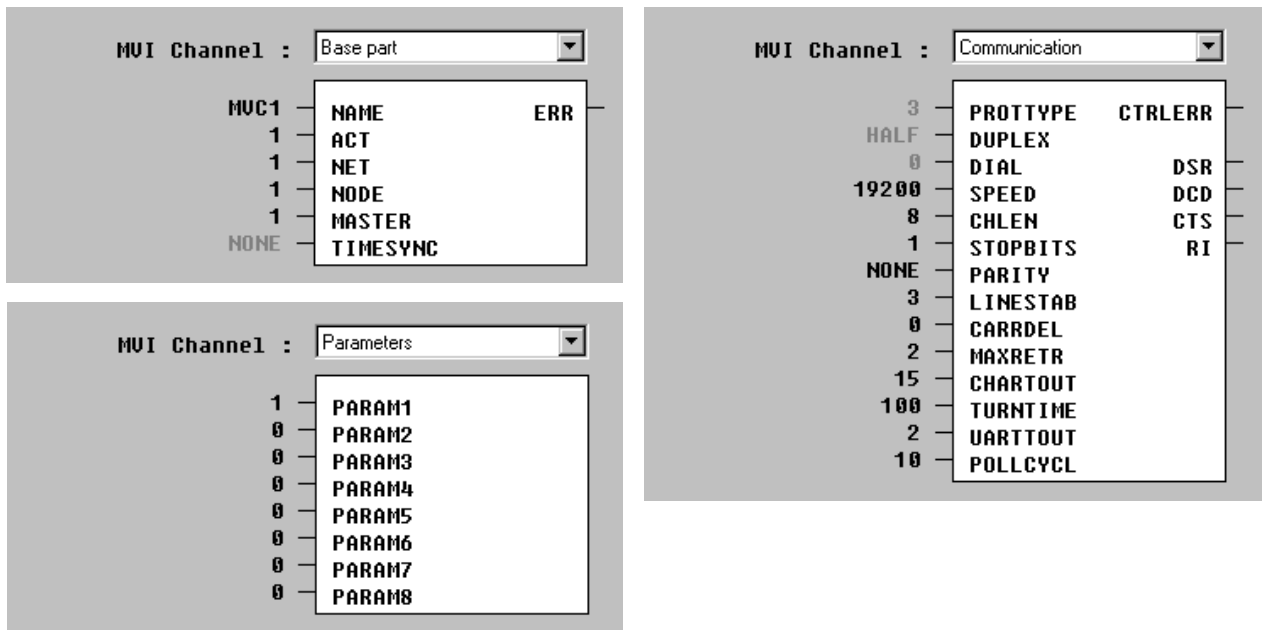 MVI Channel : Base part
MVC1 NAME ERR
1 ACT
1 NET
1 NODE
1 MASTER
NONE TIMESYNC
MVI Channel : Parameters
1 PARAM1
0 PARAM2
0 PARAM3
0 PARAM4
0 PARAM5
0 PARAM6
0 PARAM7
0 PARAM8
MVI Channel : Communication
3 PROTTYPE CTRLERR
HALF DUPLEX
0 DIAL DSR
19200 SPEED DCD
8 CHLEN CTS
1 STOPBITS RI
NONE PARITY
3 LINESTAB
0 CARRDEL
2 MAXRETR
15 CHARTOUT
100 TURNTIME
2 UARTTOUT
10 POLLCYCL